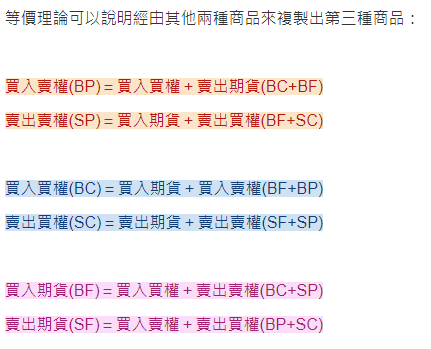 等價理論可以說明經由其他兩種商品來複製出第三種商品：
買入賣權(BP) = 買入買權 + 賣出期貨(BC+BF)
賣出賣權(SP) = 買入期貨 + 賣出買權(BF+SC)
買入買權(BC) = 買入期貨 + 買入賣權(BF+BP)
賣出買權(SC) = 賣出期貨 + 賣出賣權(SF+SP)
買入期貨(BF) = 買入買權 + 賣出賣權(BC+SP)
賣出期貨(SF) = 買入賣權 + 賣出買權(BP+SC)